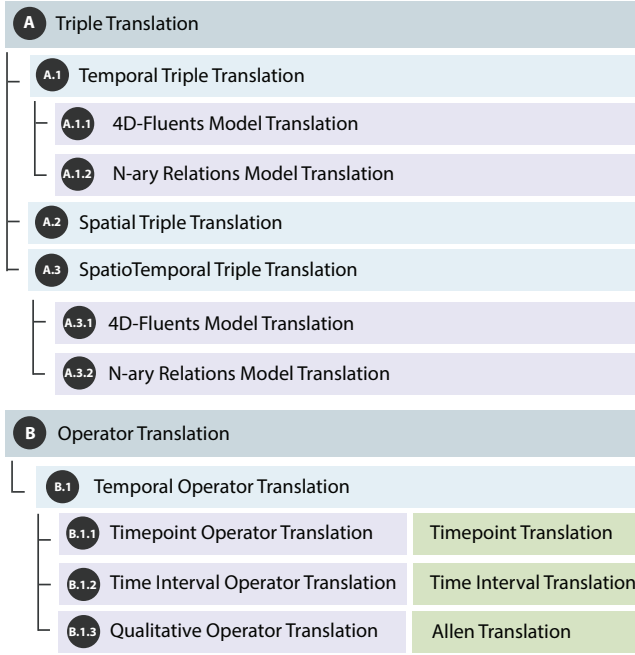 A Triple Translation
A.1 Temporal Triple Translation
A.1.1 4D-Fluents Model Translation
A.1.2 N-ary Relations Model Translation
A.2 Spatial Triple Translation
A.3 SpatioTemporal Triple Translation
A.3.1 4D-Fluents Model Translation
A.3.2 N-ary Relations Model Translation
B Operator Translation
B.1 Temporal Operator Translation
B.1.1 Timepoint Operator Translation Timepoint Translation
B.1.2 Time Interval Operator Translation Time Interval Translation
B.1.3 Qualitative Operator Translation Allen Translation